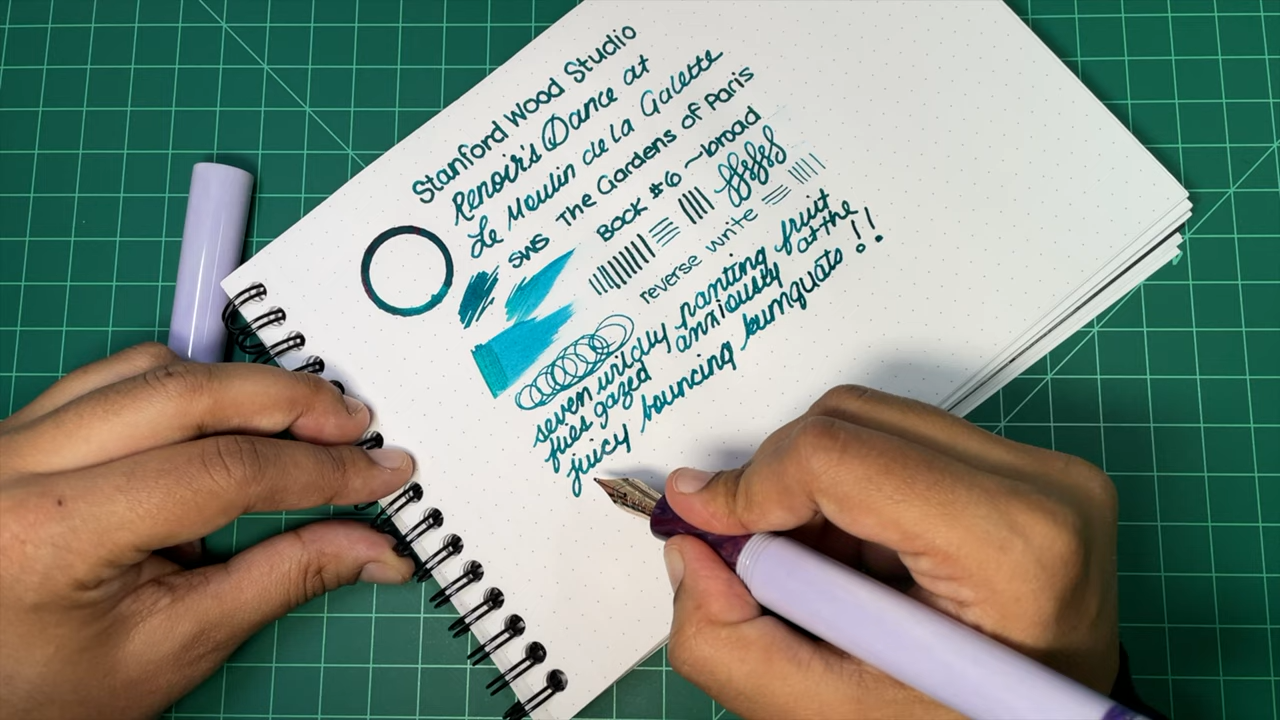 Stanford Wood Studio
Renoir's Dance at
Le Moulin de La Galette
SWS The Gardens of Paris
BOCK #6 ~broad
reverse write
seven wildly panting fruit
flies gazed anxiously at the
juicy bouncing kumquats !!